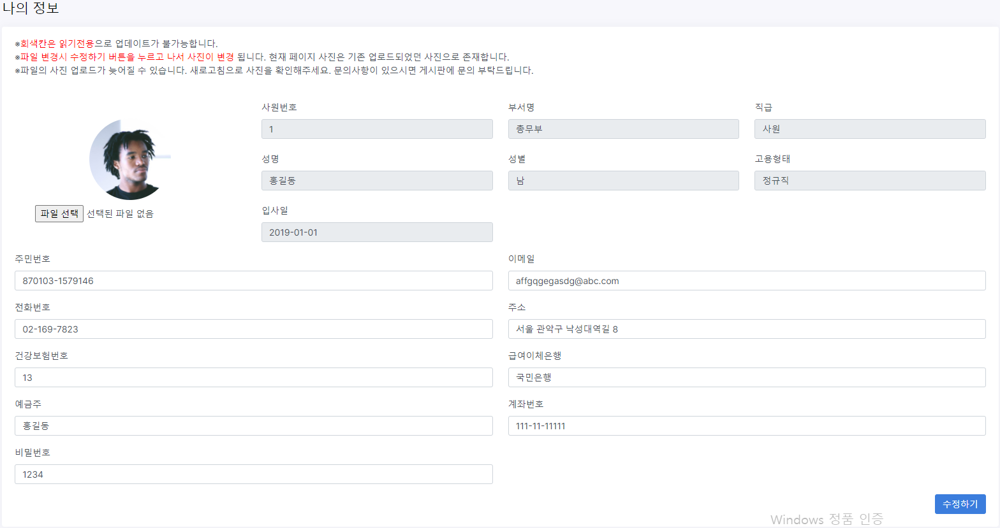 나의 정보
※회색칸은 읽기전용으로 업데이트가 불가능합니다.
※파일 변경시 수정하기 버튼을 누르고 나서 사진이 변경 됩니다. 현재 페이지 사진은 기존 업로드되었던 사진으로 존재합니다.
※파일의 사진 업로드가 늦어질 수 있습니다. 새로고침으로 사진을 확인해주세요. 문의사항이 있으시면 게시판에 문의 부탁드립니다.
사원번호 부서명 직급
1 총무부 사원
성명 성별 고용형태
홍길동 남 정규직
파일 선택 선택된 파일 없음
입사일
2019-01-01
주민번호 이메일
870103-1579146 affgqgegasdg@abc.com
전화번호 주소
02-169-7823 서울 관악구 낙성대역길 8
건강보험번호 급여이체은행
13 국민은행
예금주 계좌번호
홍길동 111-11-11111
비밀번호
1234
수정하기
Windows 정품 인증